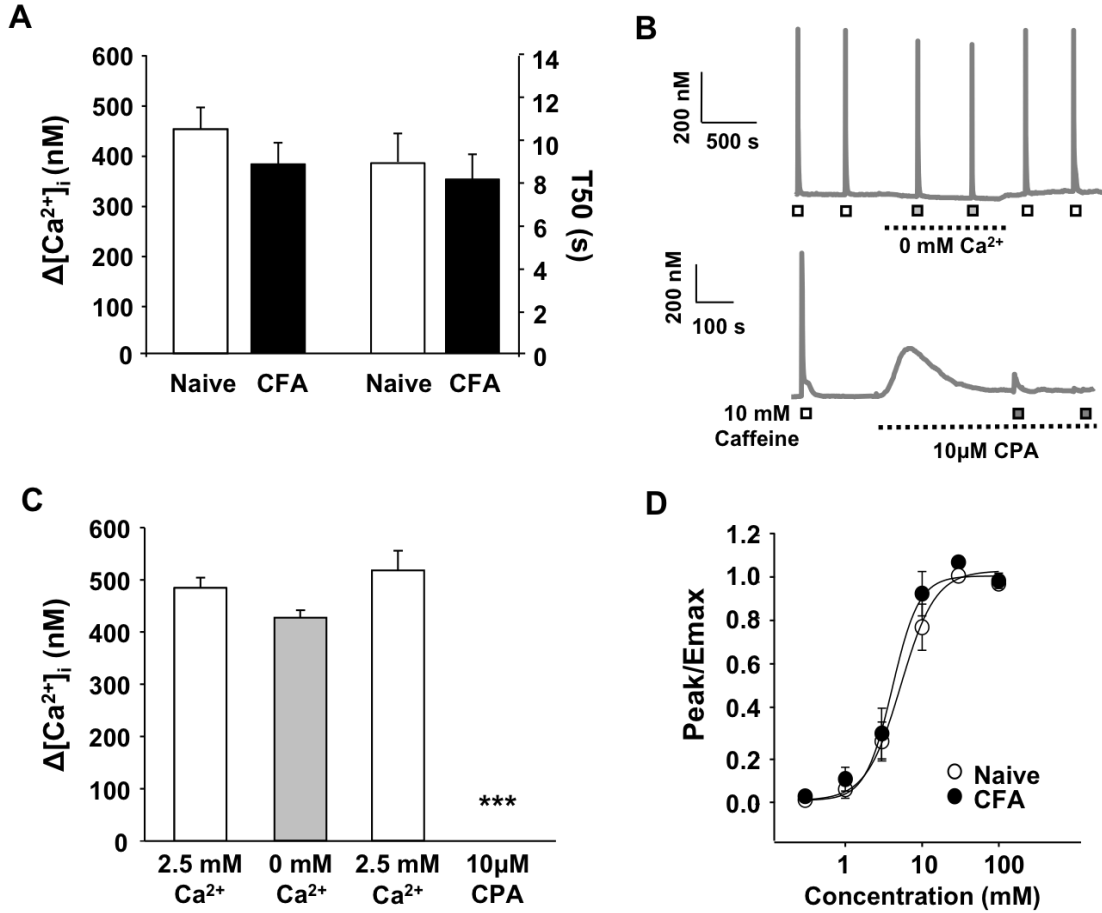 A
600
500
400
300
200
100
0
Δ[Ca²⁺]ᵢ (nM)
14
12
10
8
6
4
2
0
T50 (s)
Naive CFA Naive CFA
B
200 nM
500 s
0 mM Ca²⁺
200 nM
100 s
10 mM
Caffeine
10µM CPA
C
600
500
400
300
200
100
0
Δ[Ca²⁺]ᵢ (nM)
***
2.5 mM 0 mM 2.5 mM 10µM
Ca²⁺ Ca²⁺ Ca²⁺ CPA
D
1.2
1.0
0.8
0.6
0.4
0.2
0.0
Peak/Emax
Naive
CFA
1 10 100
Concentration (mM)